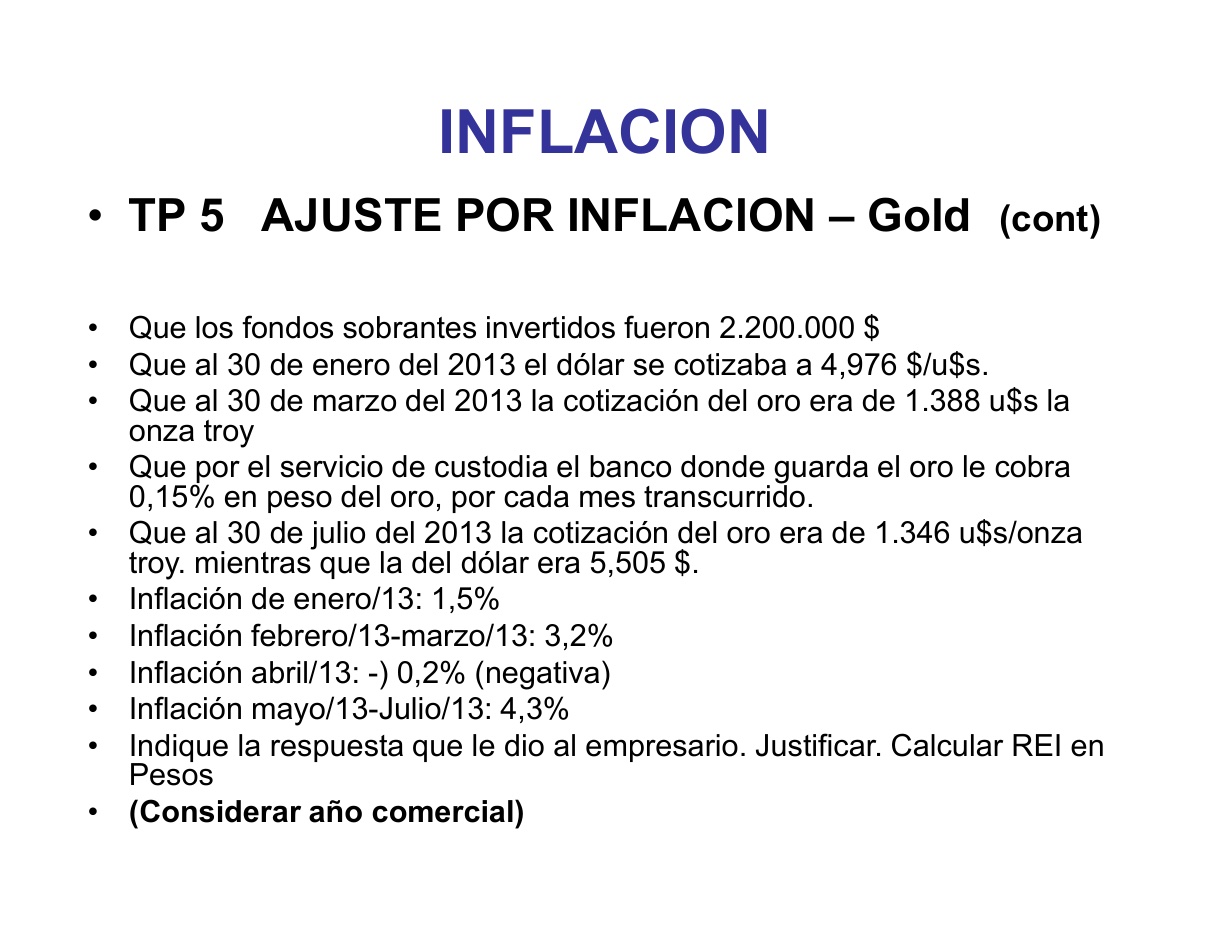 INFLACION
• TP 5 AJUSTE POR INFLACION – Gold (cont)
• Que los fondos sobrantes invertidos fueron 2.200.000 $
• Que al 30 de enero del 2013 el dólar se cotizaba a 4,976 $/u$s.
• Que al 30 de marzo del 2013 la cotización del oro era de 1.388 u$s la
onza troy
• Que por el servicio de custodia el banco donde guarda el oro le cobra
0,15% en peso del oro, por cada mes transcurrido.
• Que al 30 de julio del 2013 la cotización del oro era de 1.346 u$s/onza
troy. mientras que la del dólar era 5,505 $.
• Inflación de enero/13: 1,5%
• Inflación febrero/13-marzo/13: 3,2%
• Inflación abril/13: -) 0,2% (negativa)
• Inflación mayo/13-Julio/13: 4,3%
• Indique la respuesta que le dio al empresario. Justificar. Calcular REI en
Pesos
• (Considerar año comercial)